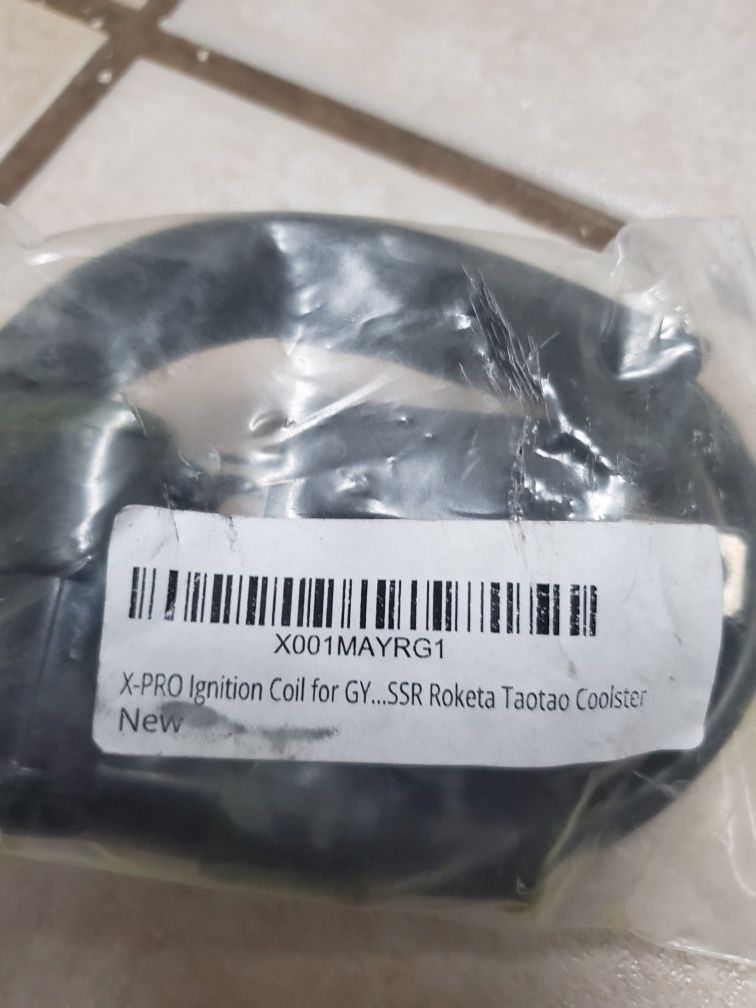 X001MAYRG1
X-PRO Ignition Coil for GY...SSR Roketa Taotao Coolster
New